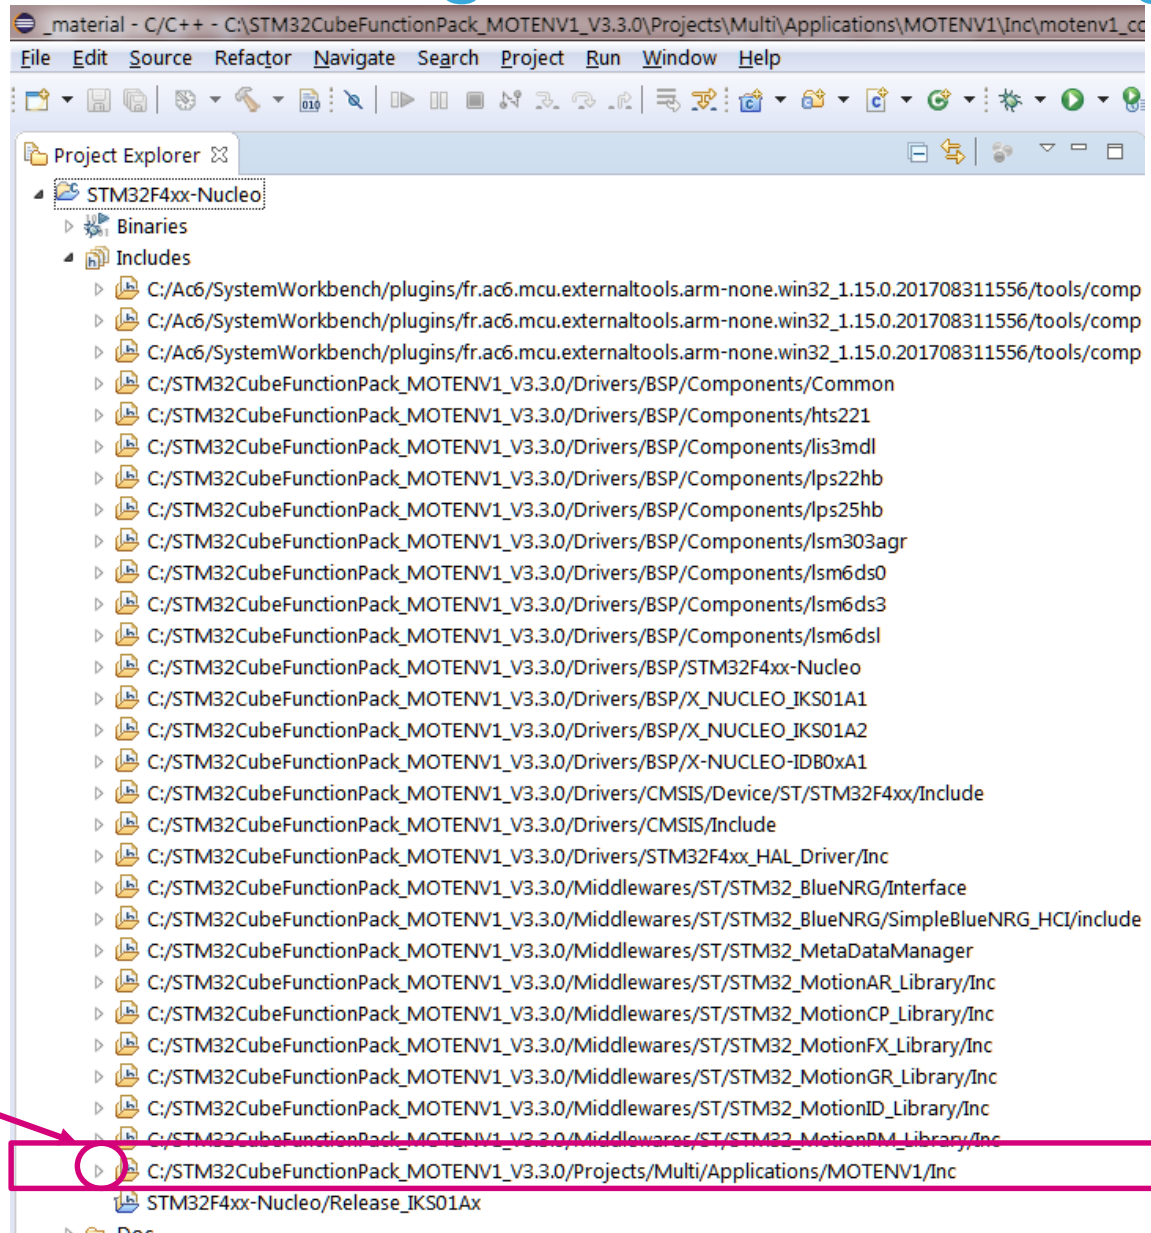 _material - C/C++ - C:\STM32CubeFunctionPack_MOTENV1_V3.3.0\Projects\Multi\Applications\MOTENV1\Inc\motenv1_cc
File Edit Source Refactor Navigate Search Project Run Window Help
Project Explorer
STM32F4xx-Nucleo
Binaries
Includes
C:/Ac6/SystemWorkbench/plugins/fr.ac6.mcu.externaltools.arm-none.win32_1.15.0.201708311556/tools/comp
C:/Ac6/SystemWorkbench/plugins/fr.ac6.mcu.externaltools.arm-none.win32_1.15.0.201708311556/tools/comp
C:/Ac6/SystemWorkbench/plugins/fr.ac6.mcu.externaltools.arm-none.win32_1.15.0.201708311556/tools/comp
C:/STM32CubeFunctionPack_MOTENV1_V3.3.0/Drivers/BSP/Components/Common
C:/STM32CubeFunctionPack_MOTENV1_V3.3.0/Drivers/BSP/Components/hts221
C:/STM32CubeFunctionPack_MOTENV1_V3.3.0/Drivers/BSP/Components/lis3mdl
C:/STM32CubeFunctionPack_MOTENV1_V3.3.0/Drivers/BSP/Components/lps22hb
C:/STM32CubeFunctionPack_MOTENV1_V3.3.0/Drivers/BSP/Components/lps25hb
C:/STM32CubeFunctionPack_MOTENV1_V3.3.0/Drivers/BSP/Components/lsm303agr
C:/STM32CubeFunctionPack_MOTENV1_V3.3.0/Drivers/BSP/Components/lsm6ds0
C:/STM32CubeFunctionPack_MOTENV1_V3.3.0/Drivers/BSP/Components/lsm6ds3
C:/STM32CubeFunctionPack_MOTENV1_V3.3.0/Drivers/BSP/Components/lsm6dsl
C:/STM32CubeFunctionPack_MOTENV1_V3.3.0/Drivers/BSP/STM32F4xx-Nucleo
C:/STM32CubeFunctionPack_MOTENV1_V3.3.0/Drivers/BSP/X_NUCLEO_IKS01A1
C:/STM32CubeFunctionPack_MOTENV1_V3.3.0/Drivers/BSP/X_NUCLEO_IKS01A2
C:/STM32CubeFunctionPack_MOTENV1_V3.3.0/Drivers/BSP/X-NUCLEO-IDB0xA1
C:/STM32CubeFunctionPack_MOTENV1_V3.3.0/Drivers/CMSIS/Device/ST/STM32F4xx/Include
C:/STM32CubeFunctionPack_MOTENV1_V3.3.0/Drivers/CMSIS/Include
C:/STM32CubeFunctionPack_MOTENV1_V3.3.0/Drivers/STM32F4xx_HAL_Driver/Inc
C:/STM32CubeFunctionPack_MOTENV1_V3.3.0/Middlewares/ST/STM32_BlueNRG/Interface
C:/STM32CubeFunctionPack_MOTENV1_V3.3.0/Middlewares/ST/STM32_BlueNRG/SimpleBlueNRG_HCI/include
C:/STM32CubeFunctionPack_MOTENV1_V3.3.0/Middlewares/ST/STM32_MetaDataManager
C:/STM32CubeFunctionPack_MOTENV1_V3.3.0/Middlewares/ST/STM32_MotionAR_Library/Inc
C:/STM32CubeFunctionPack_MOTENV1_V3.3.0/Middlewares/ST/STM32_MotionCP_Library/Inc
C:/STM32CubeFunctionPack_MOTENV1_V3.3.0/Middlewares/ST/STM32_MotionFX_Library/Inc
C:/STM32CubeFunctionPack_MOTENV1_V3.3.0/Middlewares/ST/STM32_MotionGR_Library/Inc
C:/STM32CubeFunctionPack_MOTENV1_V3.3.0/Middlewares/ST/STM32_MotionID_Library/Inc
C:/STM32CubeFunctionPack_MOTENV1_V3.3.0/Middlewares/ST/STM32_MotionPM_Library/Inc
C:/STM32CubeFunctionPack_MOTENV1_V3.3.0/Projects/Multi/Applications/MOTENV1/Inc
STM32F4xx-Nucleo/Release_IKS01Ax